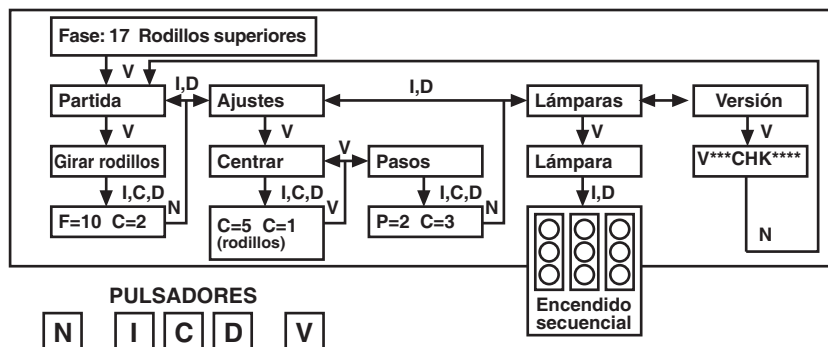 Fase: 17 Rodillos superiores
V
I,D
I,D
Partida
Ajustes
Lámparas
Versión
V
V
V
V
V
Girar rodillos
Centrar
Pasos
Lámpara
V***CHK****
I,C,D
I,C,D
I,C,D
I,D
N
V
N
F=10 C=2
C=5 C=1
(rodillos)
P=2 C=3
N
Encendido
secuencial
PULSADORES
N I C D V